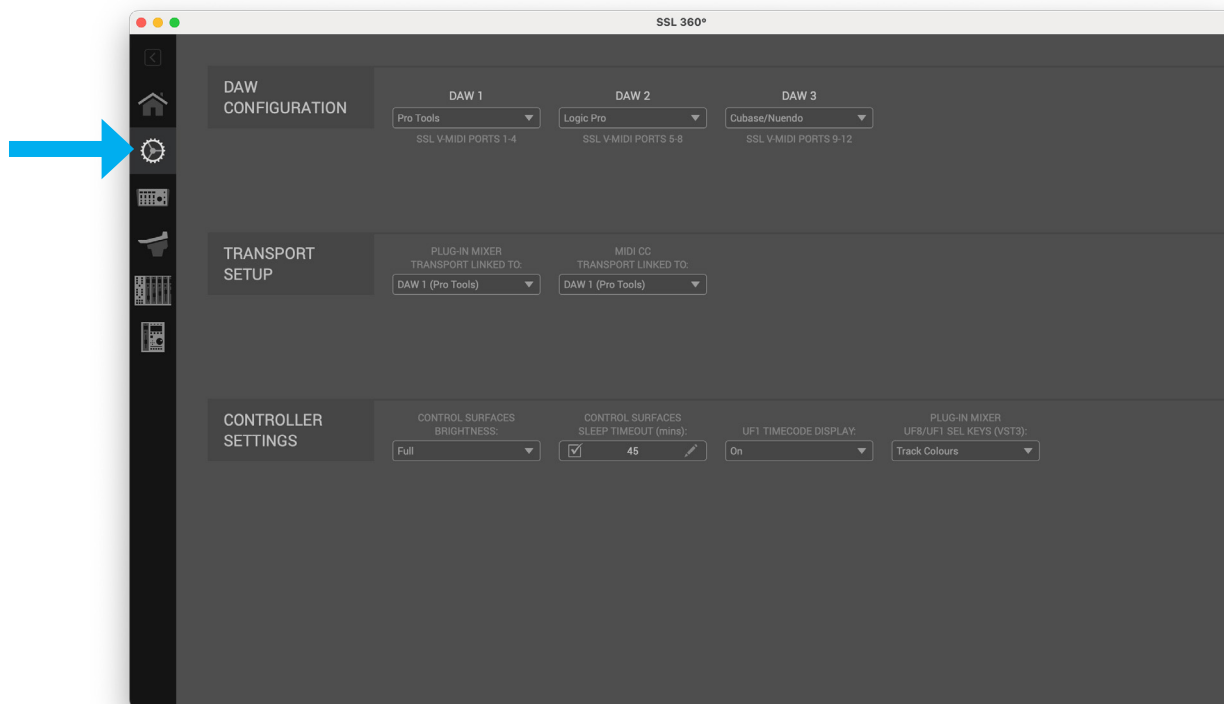 SSL 360°
DAW
CONFIGURATION
DAW 1
DAW 2
DAW 3
Pro Tools
Logic Pro
Cubase/Nuendo
SSL V-MIDI PORTS 1-4
SSL V-MIDI PORTS 5-8
SSL V-MIDI PORTS 9-12
TRANSPORT
SETUP
PLUG-IN MIXER
TRANSPORT LINKED TO:
DAW 1 (Pro Tools)
MIDI CC
TRANSPORT LINKED TO:
DAW 1 (Pro Tools)
CONTROLLER
SETTINGS
CONTROL SURFACES
BRIGHTNESS:
Full
CONTROL SURFACES
SLEEP TIMEOUT (mins):
45
UF1 TIMECODE DISPLAY:
On
PLUG-IN MIXER
UF8/UF1 SEL KEYS (VST3):
Track Colours